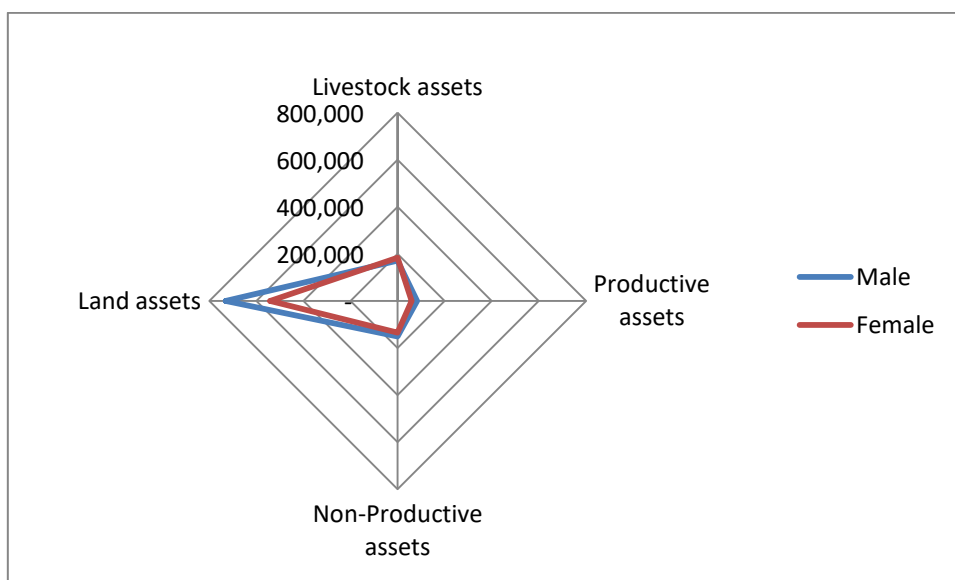 Livestock assets
800,000
600,000
400,000
200,000
-
Land assets
Productive
assets
Non-Productive
assets
Male
Female